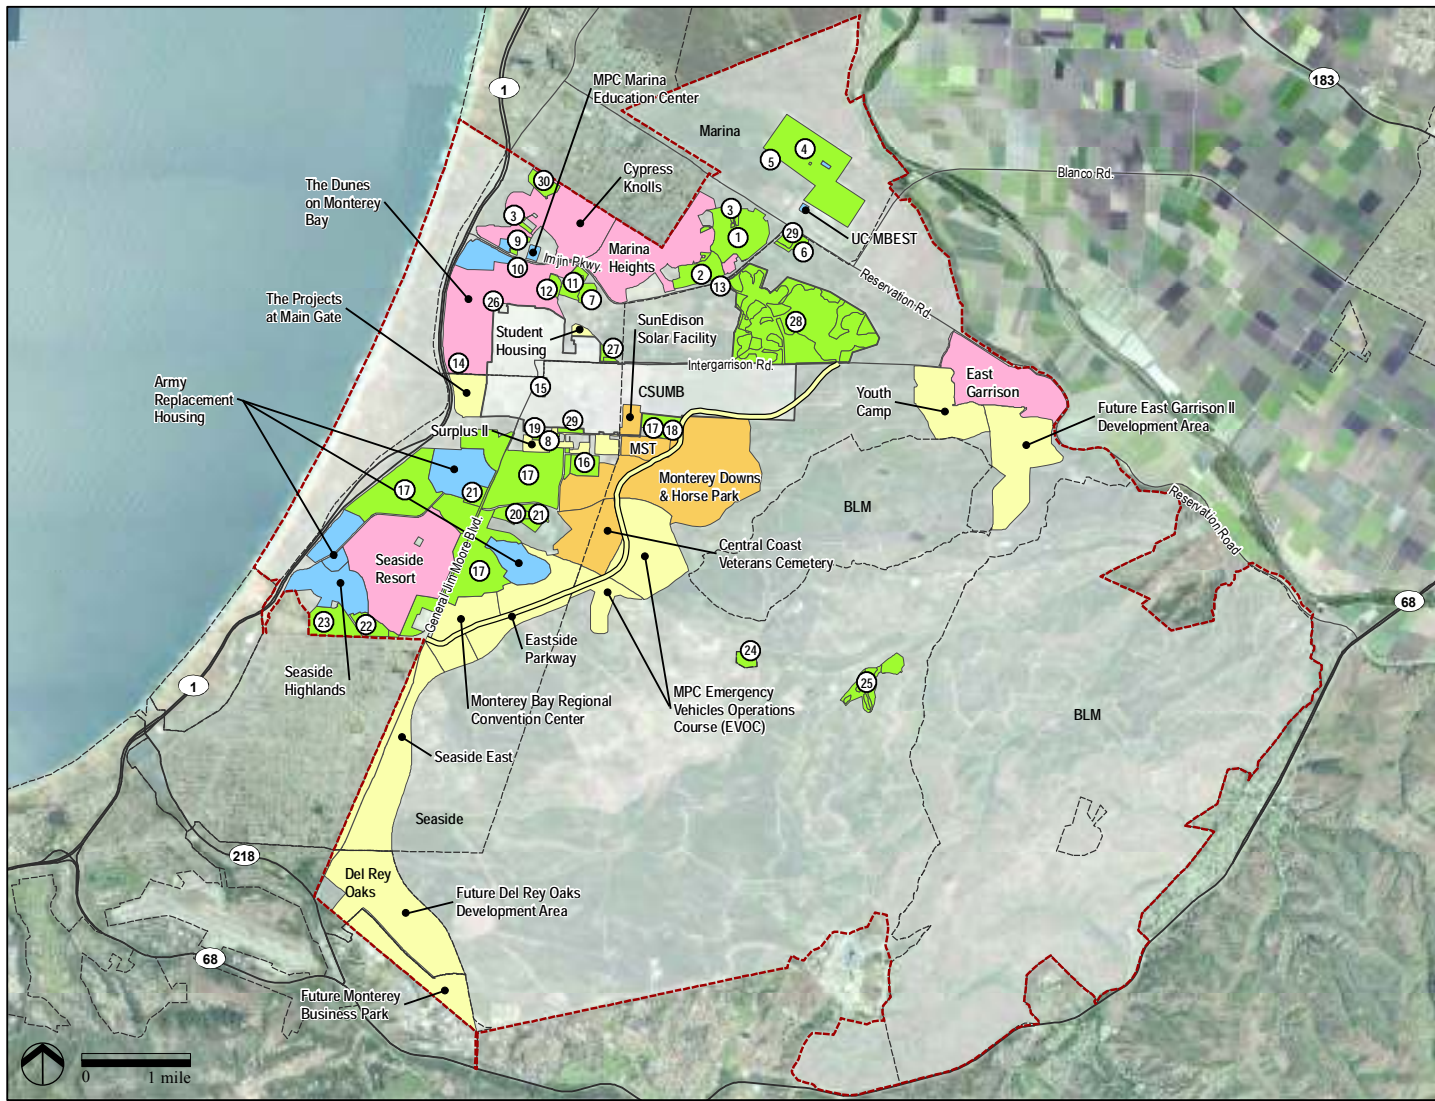 1
183
MPC Marina
Education Center
Marina
4
5
Blanco Rd.
Cypress
Knolls
30
The Dunes
on Monterey
Bay
3
3
1
29
6
UC MBEST
9
10
Imjin Pkwy.
Marina
Heights
2
13
12
11
7
Reservation Rd.
The Projects
at Main Gate
26
Student
Housing
SunEdison
Solar Facility
28
27
Intergarrison Rd.
14
15
CSUMB
East
Garrison
Youth
Camp
Army
Replacement
Housing
Future East Garrison II
Development Area
Surplus II
19
29
8
17
18
MST
16
17
17
21
Monterey Downs
& Horse Park
BLM
Reservation Road
20
21
General Jim Moore Blvd.
Central Coast
Veterans Cemetery
Seaside
Resort
17
68
23
22
Eastside
Parkway
24
25
Seaside
Highlands
1
Monterey Bay Regional
Convention Center
MPC Emergency
Vehicles Operations
Course (EVOC)
BLM
Seaside East
Seaside
218
Del Rey
Oaks
Future Del Rey Oaks
Development Area
68
Future Monterey
Business Park
0
1 mile